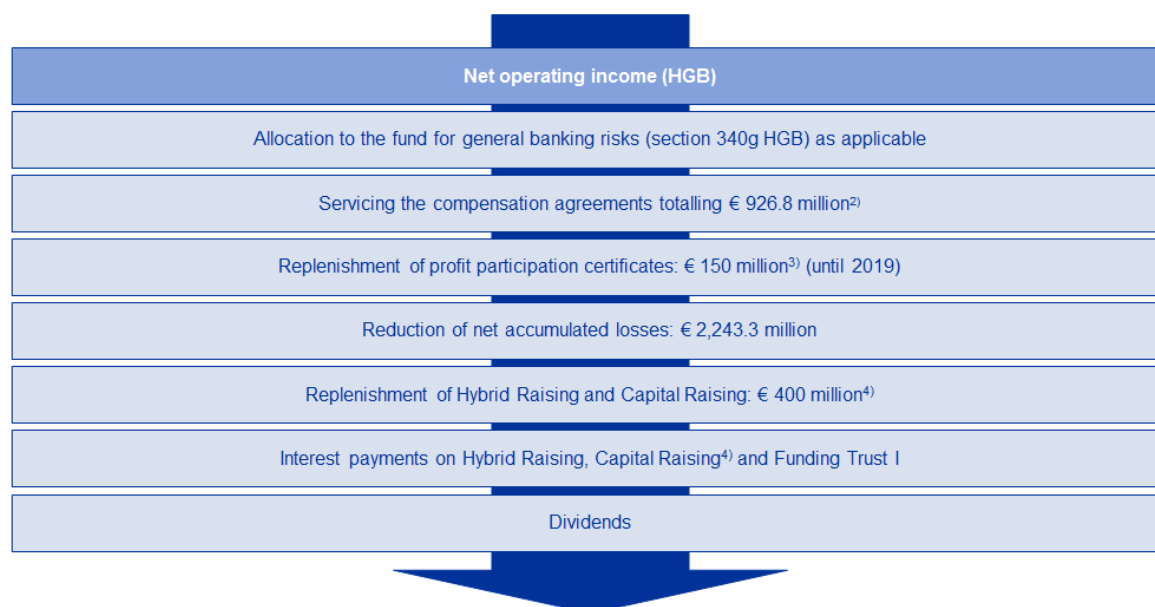 Net operating income (HGB)
Allocation to the fund for general banking risks (section 340g HGB) as applicable
Servicing the compensation agreements totalling € 926.8 million2)
Replenishment of profit participation certificates: € 150 million3) (until 2019)
Reduction of net accumulated losses: € 2,243.3 million
Replenishment of Hybrid Raising and Capital Raising: € 400 million4)
Interest payments on Hybrid Raising, Capital Raising4) and Funding Trust I
Dividends